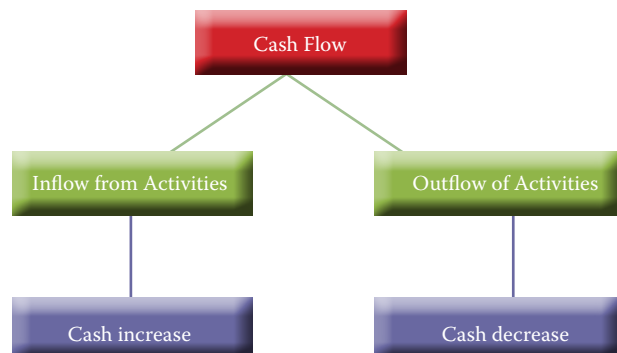 Cash Flow
Inflow from Activities
Outflow of Activities
Cash increase
Cash decrease